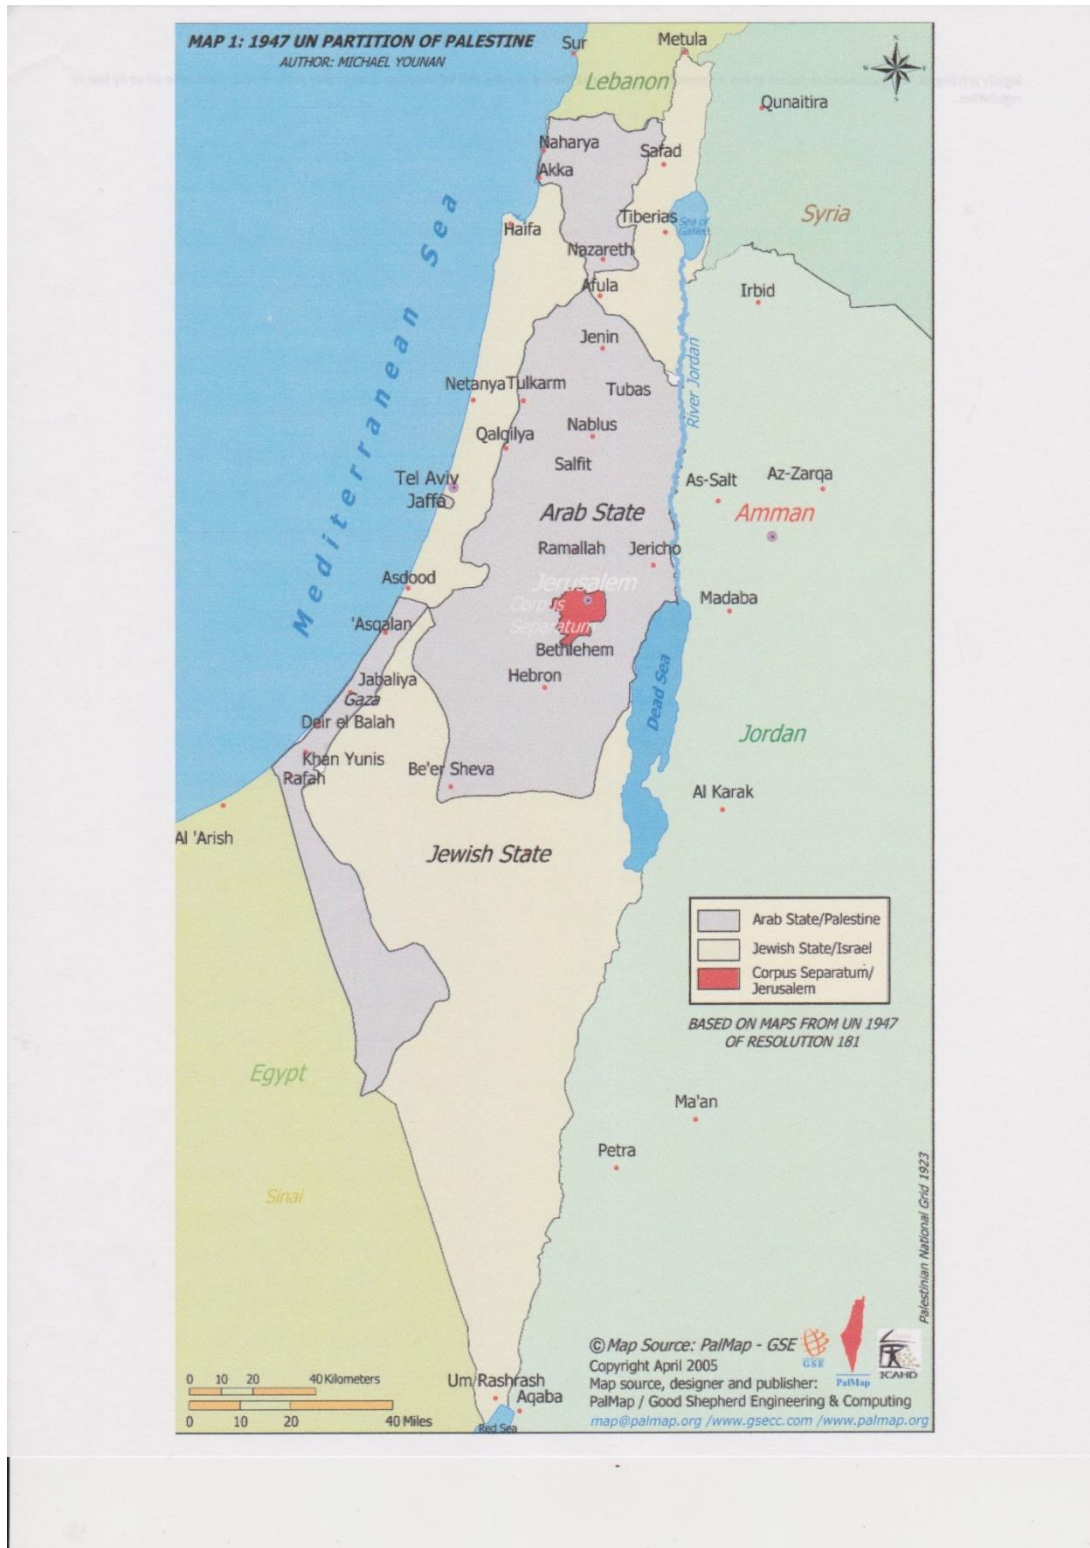 MAP 1: 1947 UN PARTITION OF PALESTINE
AUTHOR: MICHAEL YOUNAN
Sur
Metula
Lebanon
Qunaitira
Naharya
Safad
Akka
Syria
Tiberias
Sea of
Galilee
Haifa
Nazareth
Afula
Irbid
Mediterranean Sea
Jenin
River Jordan
Netanya
Tulkarm
Tubas
Qalqilya
Nablus
Salfit
Tel Aviv
Jaffa
As-Salt
Az-Zarqa
Arab State
Amman
Ramallah
Jericho
Asdood
Jerusalem
Corpus
Separatum
Madaba
'Asqalan
Bethlehem
Hebron
Jabaliya
Gaza
Dead Sea
Deir el Balah
Jordan
Khan Yunis
Be'er Sheva
Rafah
Al Karak
Al 'Arish
Jewish State
Arab State/Palestine
Jewish State/Israel
Corpus Separatum/
Jerusalem
BASED ON MAPS FROM UN 1947
OF RESOLUTION 181
Egypt
Ma'an
Petra
Sinai
Palestinian National Grid 1923
© Map Source: PalMap - GSE
Copyright April 2005
Map source, designer and publisher:
PalMap / Good Shepherd Engineering & Computing
map@palmap.org /www.gsecc.com /www.palmap.org
GSE
PalMap
ICAHD
Um Rashrash
Aqaba
Red Sea
0 10 20 40 Kilometers
0 10 20 40 Miles